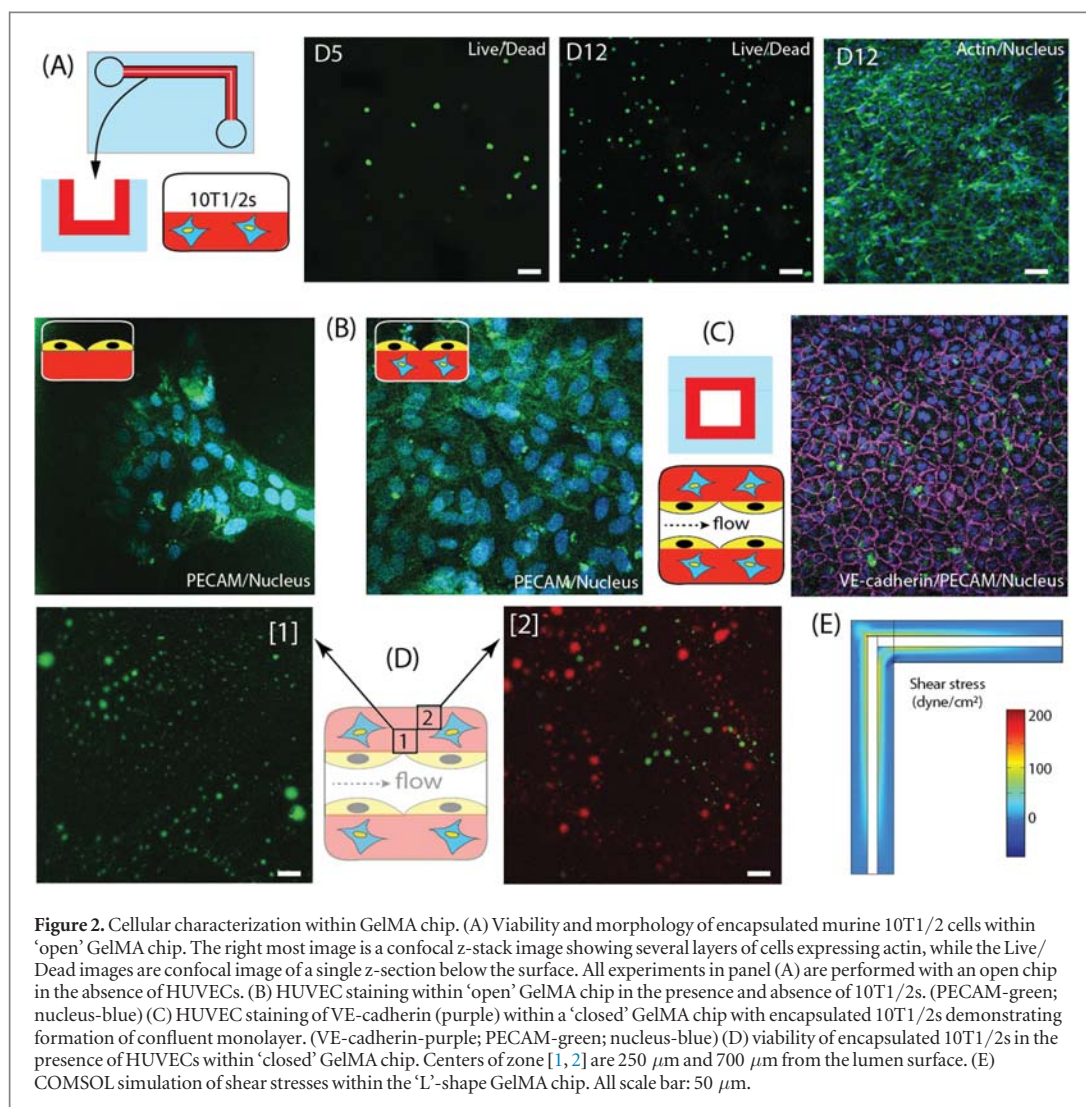 (A)
D5
Live/Dead
D12
Live/Dead
D12
Actin/Nucleus
10T1/2s
(B)
(C)
PECAM/Nucleus
PECAM/Nucleus
flow
VE-cadherin/PECAM/Nucleus
[1]
(D)
[2]
(E)
2
1
flow
Shear stress
(dyne/cm²)
200
100
0
Figure 2. Cellular characterization within GelMA chip. (A) Viability and morphology of encapsulated murine 10T1/2 cells within
‘open’ GelMA chip. The right most image is a confocal z-stack image showing several layers of cells expressing actin, while the Live/
Dead images are confocal image of a single z-section below the surface. All experiments in panel (A) are performed with an open chip
in the absence of HUVECs. (B) HUVEC staining within ‘open’ GelMA chip in the presence and absence of 10T1/2s. (PECAM-green;
nucleus-blue) (C) HUVEC staining of VE-cadherin (purple) within a ‘closed’ GelMA chip with encapsulated 10T1/2s demonstrating
formation of confluent monolayer. (VE-cadherin-purple; PECAM-green; nucleus-blue) (D) viability of encapsulated 10T1/2s in the
presence of HUVECs within ‘closed’ GelMA chip. Centers of zone [1, 2] are 250 μm and 700 μm from the lumen surface. (E)
COMSOL simulation of shear stresses within the ‘L’-shape GelMA chip. All scale bar: 50 μm.